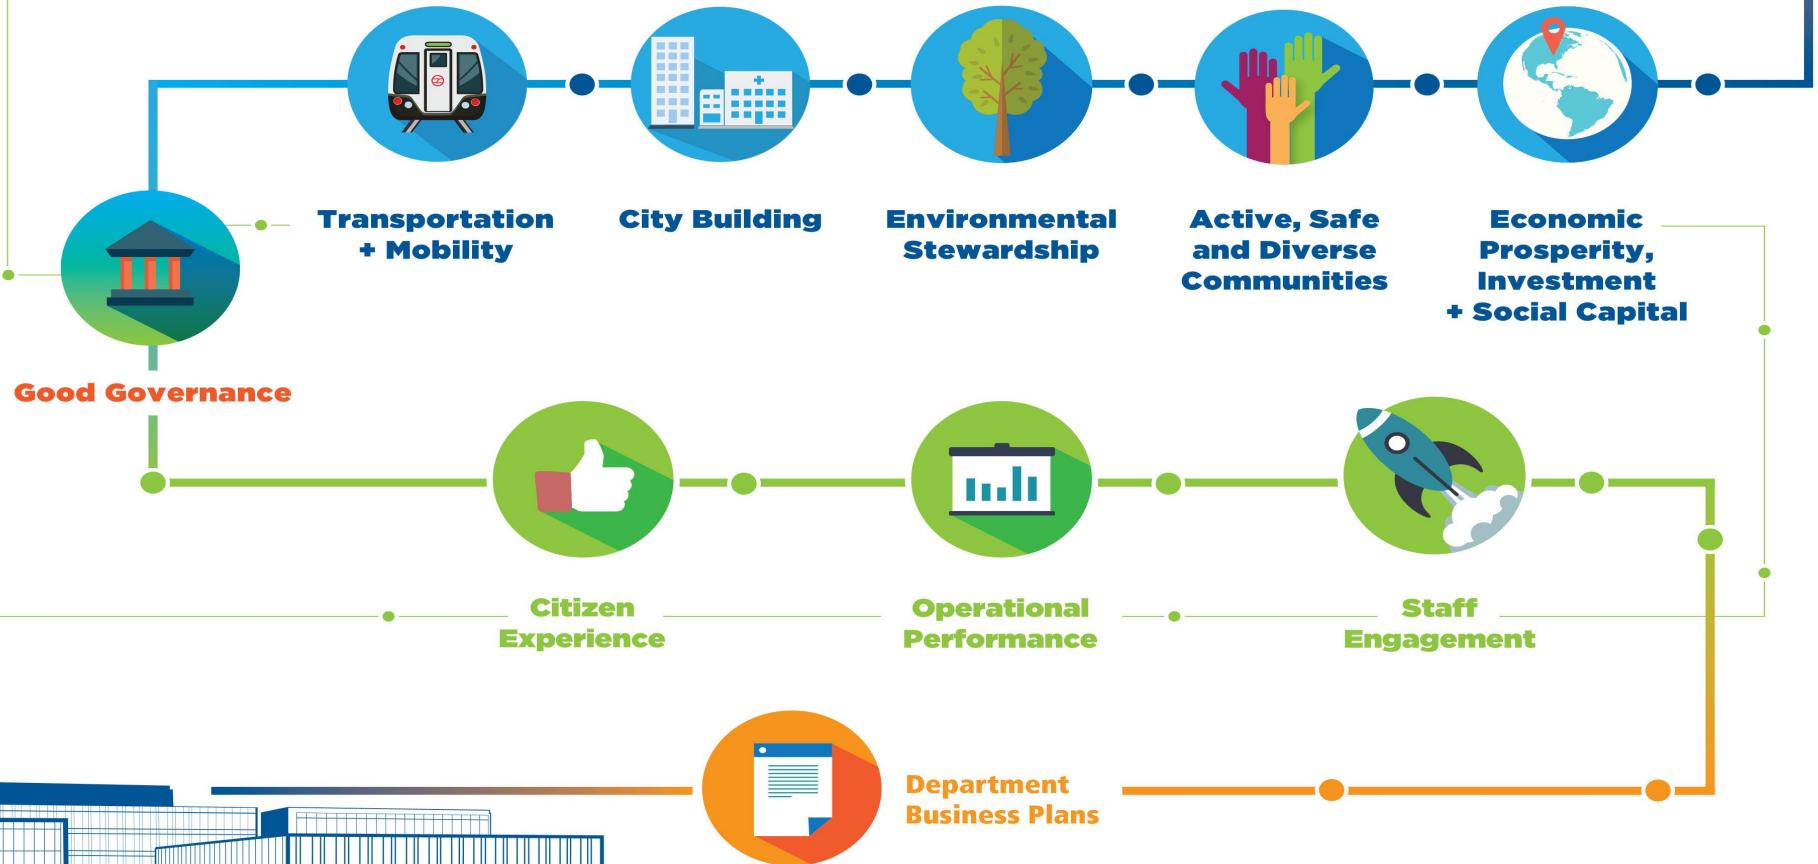 Transportation
+ Mobility
City Building
Environmental
Stewardship
Active, Safe
and Diverse
Communities
Economic
Prosperity,
Investment
+ Social Capital
Good Governance
Citizen
Experience
Operational
Performance
Staff
Engagement
Department
Business Plans